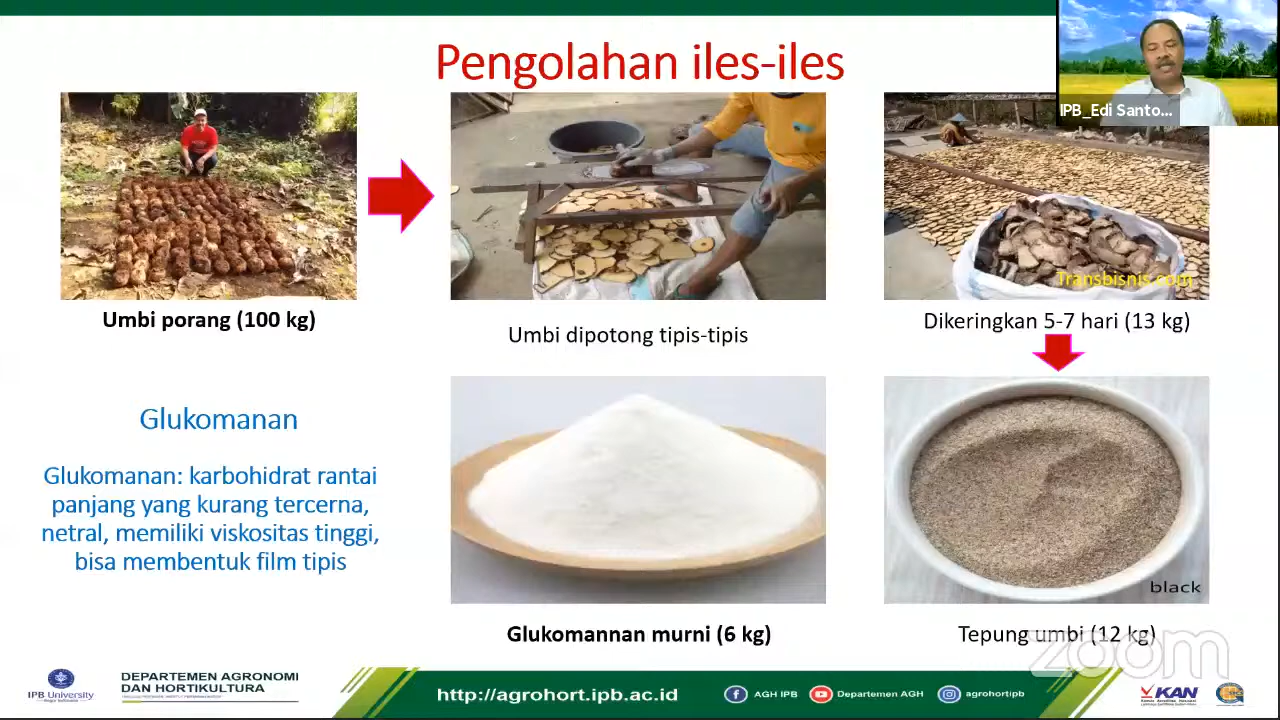 Pengolahan iles-iles
IPB_Edi Santo...
Transbisnis.com
Umbi porang (100 kg)
Umbi dipotong tipis-tipis
Dikeringkan 5-7 hari (13 kg)
Glukomanan
Glukomanan: karbohidrat rantai
panjang yang kurang tercerna,
netral, memiliki viskositas tinggi,
bisa membentuk film tipis
black
Glukomannan murni (6 kg)
Tepung umbi (12 kg)
zoom
IPB University
DEPARTEMEN AGRONOMI
DAN HORTIKULTURA
http://agrohort.ipb.ac.id
AGH IPB
Departemen AGH
agrohortipb
KAN